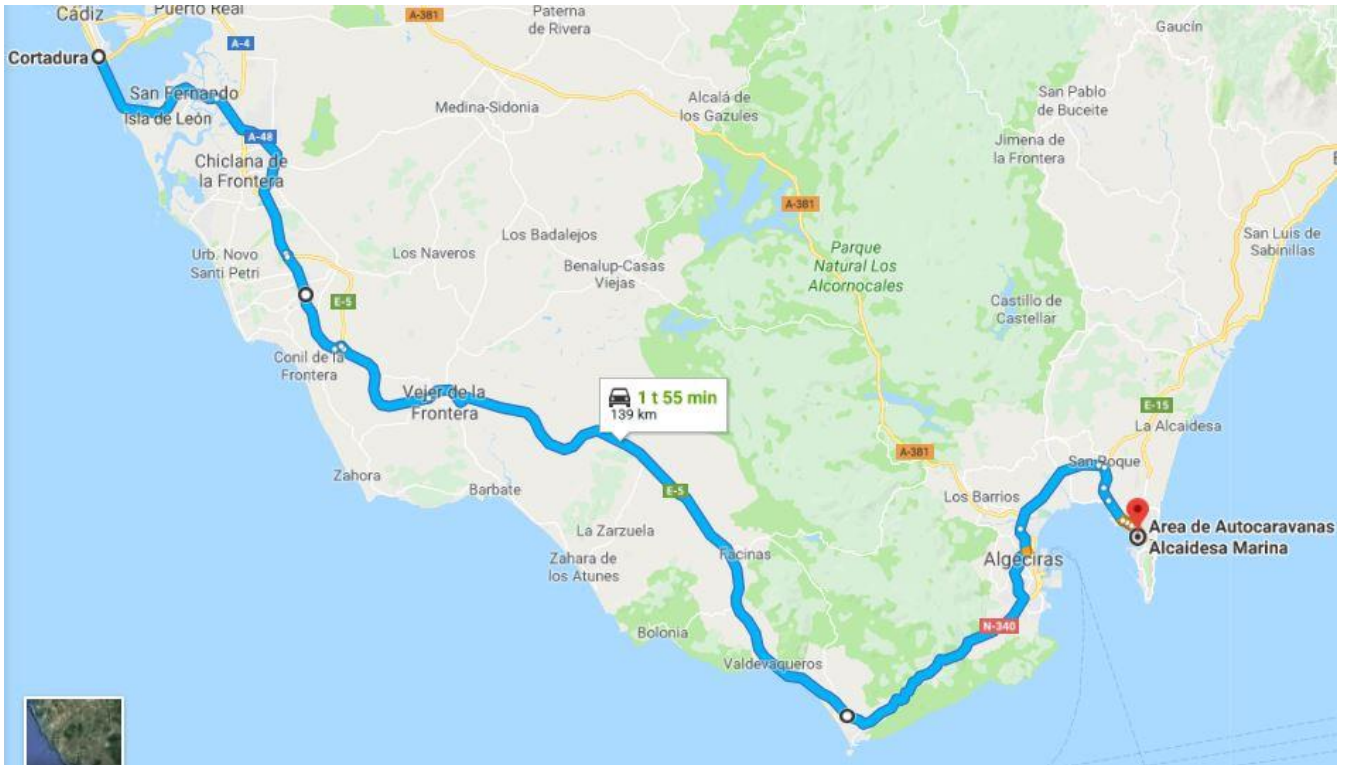 Cádiz
Puerto Real
A-381
Paterna
de Rivera
Gaucín
Cortadura
A-4
San Fernando
Isla de León
Medina-Sidonia
Alcalá de
los Gazules
San Pablo
de Buceite
A-48
Jimena de
la Frontera
Chiclana de
la Frontera
A-381
Los Badalejos
Los Naveros
Urb. Novo
Santi Petri
Benalup-Casas
Viejas
Parque
Natural Los
Alcornocales
San Luis de
Sabinillas
E-5
Castillo de
Castellar
Conil de la
Frontera
Vejer de la
Frontera
1 t 55 min
139 km
E-15
La Alcaidesa
A-381
San Roque
Zahora
Barbate
E-5
Los Barrios
La Zarzuela
Area de Autocaravanas
Alcaidesa Marina
Facinas
Zahara de
los Atunes
Algeciras
Bolonia
N-340
Valdevaqueros